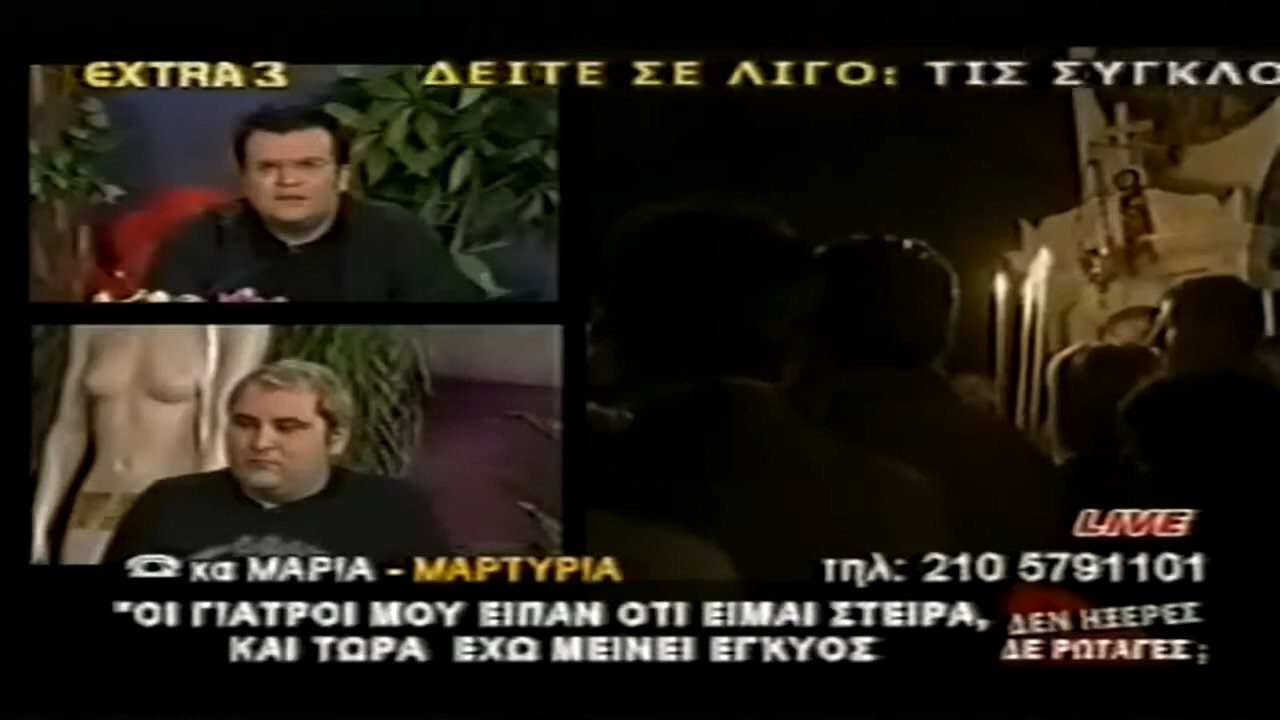 EXTRA 3
ΔΕΙΤΕ ΣΕ ΛΙΓΟ: ΤΙΣ ΣΥΓΚΛΟ
LIVE
κα ΜΑΡΙΑ - ΜΑΡΤΥΡΙΑ
τηλ: 210 5791101
"ΟΙ ΓΙΑΤΡΟΙ ΜΟΥ ΕΙΠΑΝ ΟΤΙ ΕΙΜΑΙ ΣΤΕΙΡΑ,
ΚΑΙ ΤΩΡΑ ΕΧΩ ΜΕΙΝΕΙ ΕΓΚΥΟΣ
ΔΕΝ ΗΞΕΡΕΣ
ΔΕ ΡΩΤΑΓΕΣ;